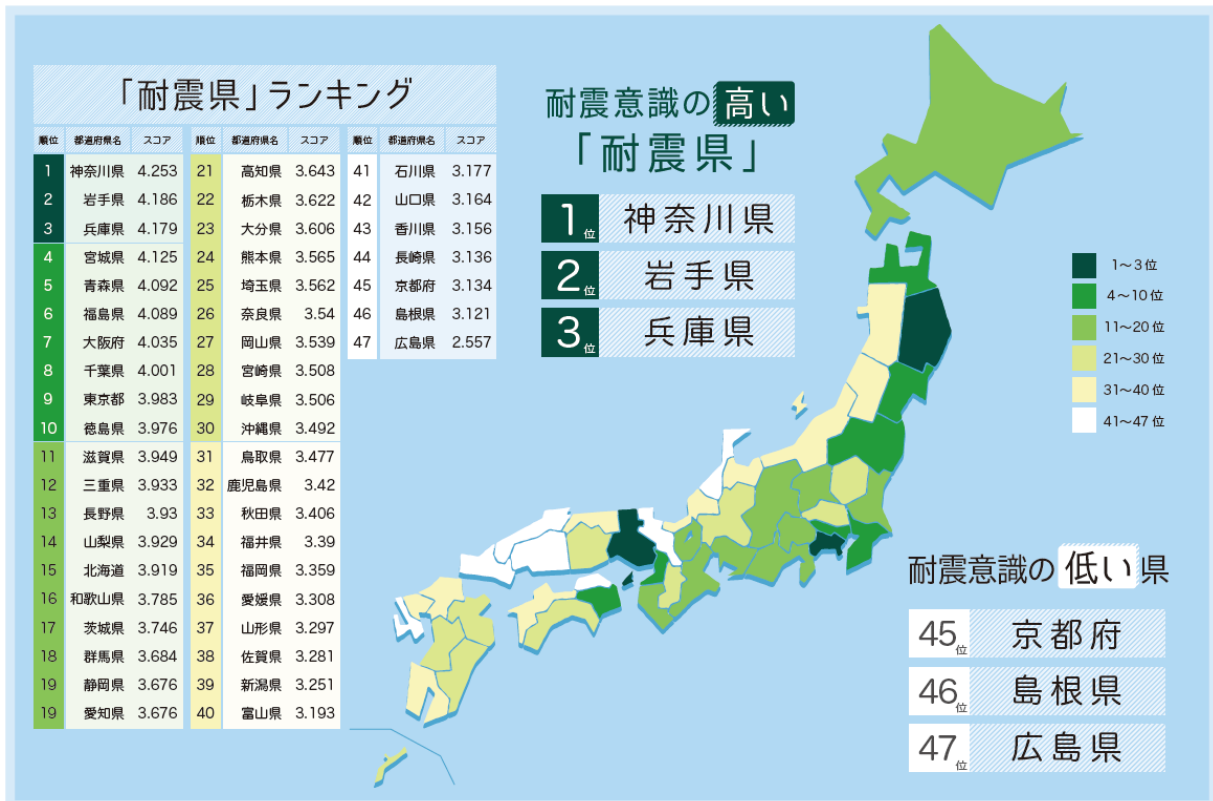 「耐震県」ランキング
順位 都道府県名 スコア
1 神奈川県 4.253
2 岩手県 4.186
3 兵庫県 4.179
4 宮城県 4.125
5 青森県 4.092
6 福島県 4.089
7 大阪府 4.035
8 千葉県 4.001
9 東京都 3.983
10 徳島県 3.976
11 滋賀県 3.949
12 三重県 3.933
13 長野県 3.93
14 山梨県 3.929
15 北海道 3.919
16 和歌山県 3.785
17 茨城県 3.746
18 群馬県 3.684
19 静岡県 3.676
19 愛知県 3.676
順位 都道府県名 スコア
21 高知県 3.643
22 栃木県 3.622
23 大分県 3.606
24 熊本県 3.565
25 埼玉県 3.562
26 奈良県 3.54
27 岡山県 3.539
28 宮崎県 3.508
29 岐阜県 3.506
30 沖縄県 3.492
31 鳥取県 3.477
32 鹿児島県 3.42
33 秋田県 3.406
34 福井県 3.39
35 福岡県 3.359
36 愛媛県 3.308
37 山形県 3.297
38 佐賀県 3.281
39 新潟県 3.251
40 富山県 3.193
順位 都道府県名 スコア
41 石川県 3.177
42 山口県 3.164
43 香川県 3.156
44 長崎県 3.136
45 京都府 3.134
46 島根県 3.121
47 広島県 2.557
耐震意識の高い
「耐震県」
1位 神奈川県
2位 岩手県
3位 兵庫県
1〜3位
4〜10位
11〜20位
21〜30位
31〜40位
41〜47位
耐震意識の低い県
45位 京都府
46位 島根県
47位 広島県